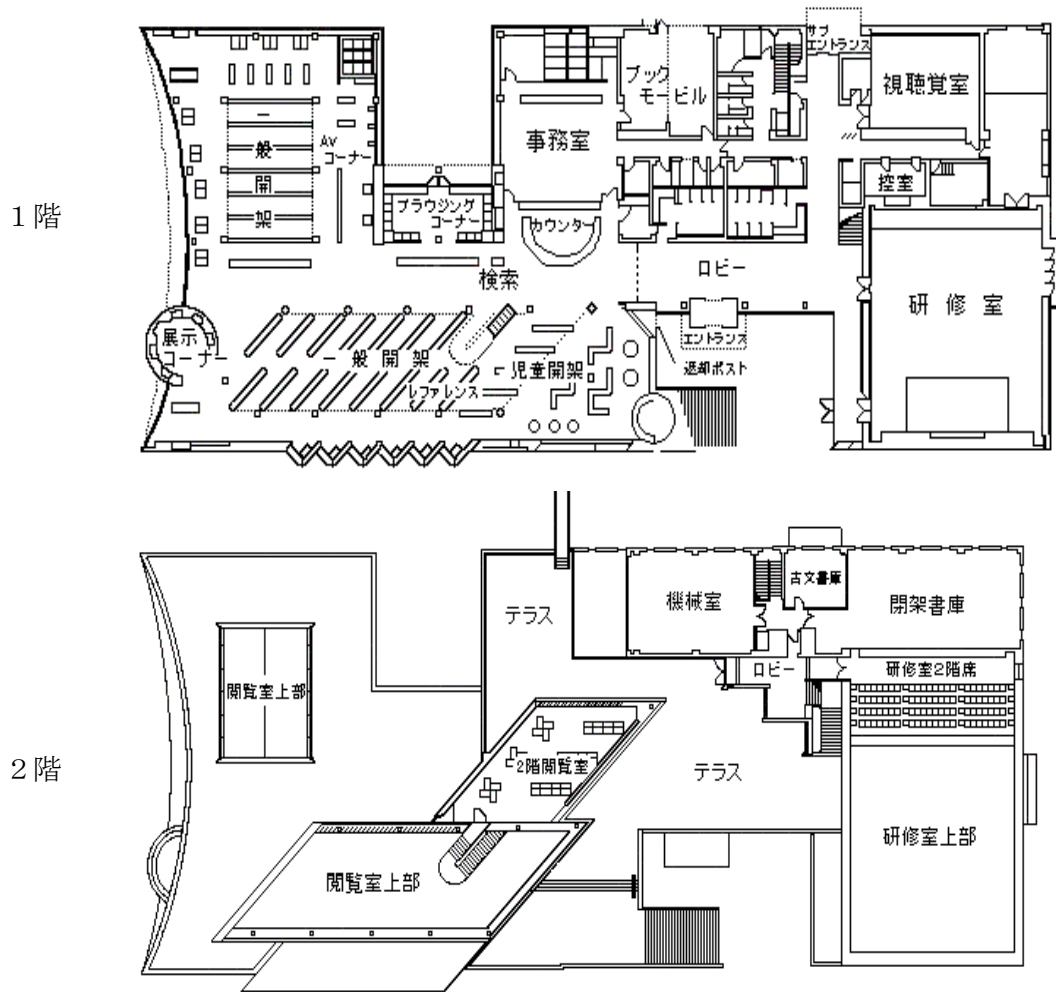 1階
サブ
エントランス
ブック
モービル
視聴覚室
一
般
開
架
AV
コーナー
事務室
控室
ブラウジング
コーナー
カウンター
検索
ロビー
研修室
展示
コーナー
一般開架
レファレンス
児童開架
エントランス
返却ポスト
2階
テラス
機械室
古文書庫
閉架書庫
閲覧室上部
ロビー
研修室2階席
2階閲覧室
テラス
閲覧室上部
研修室上部